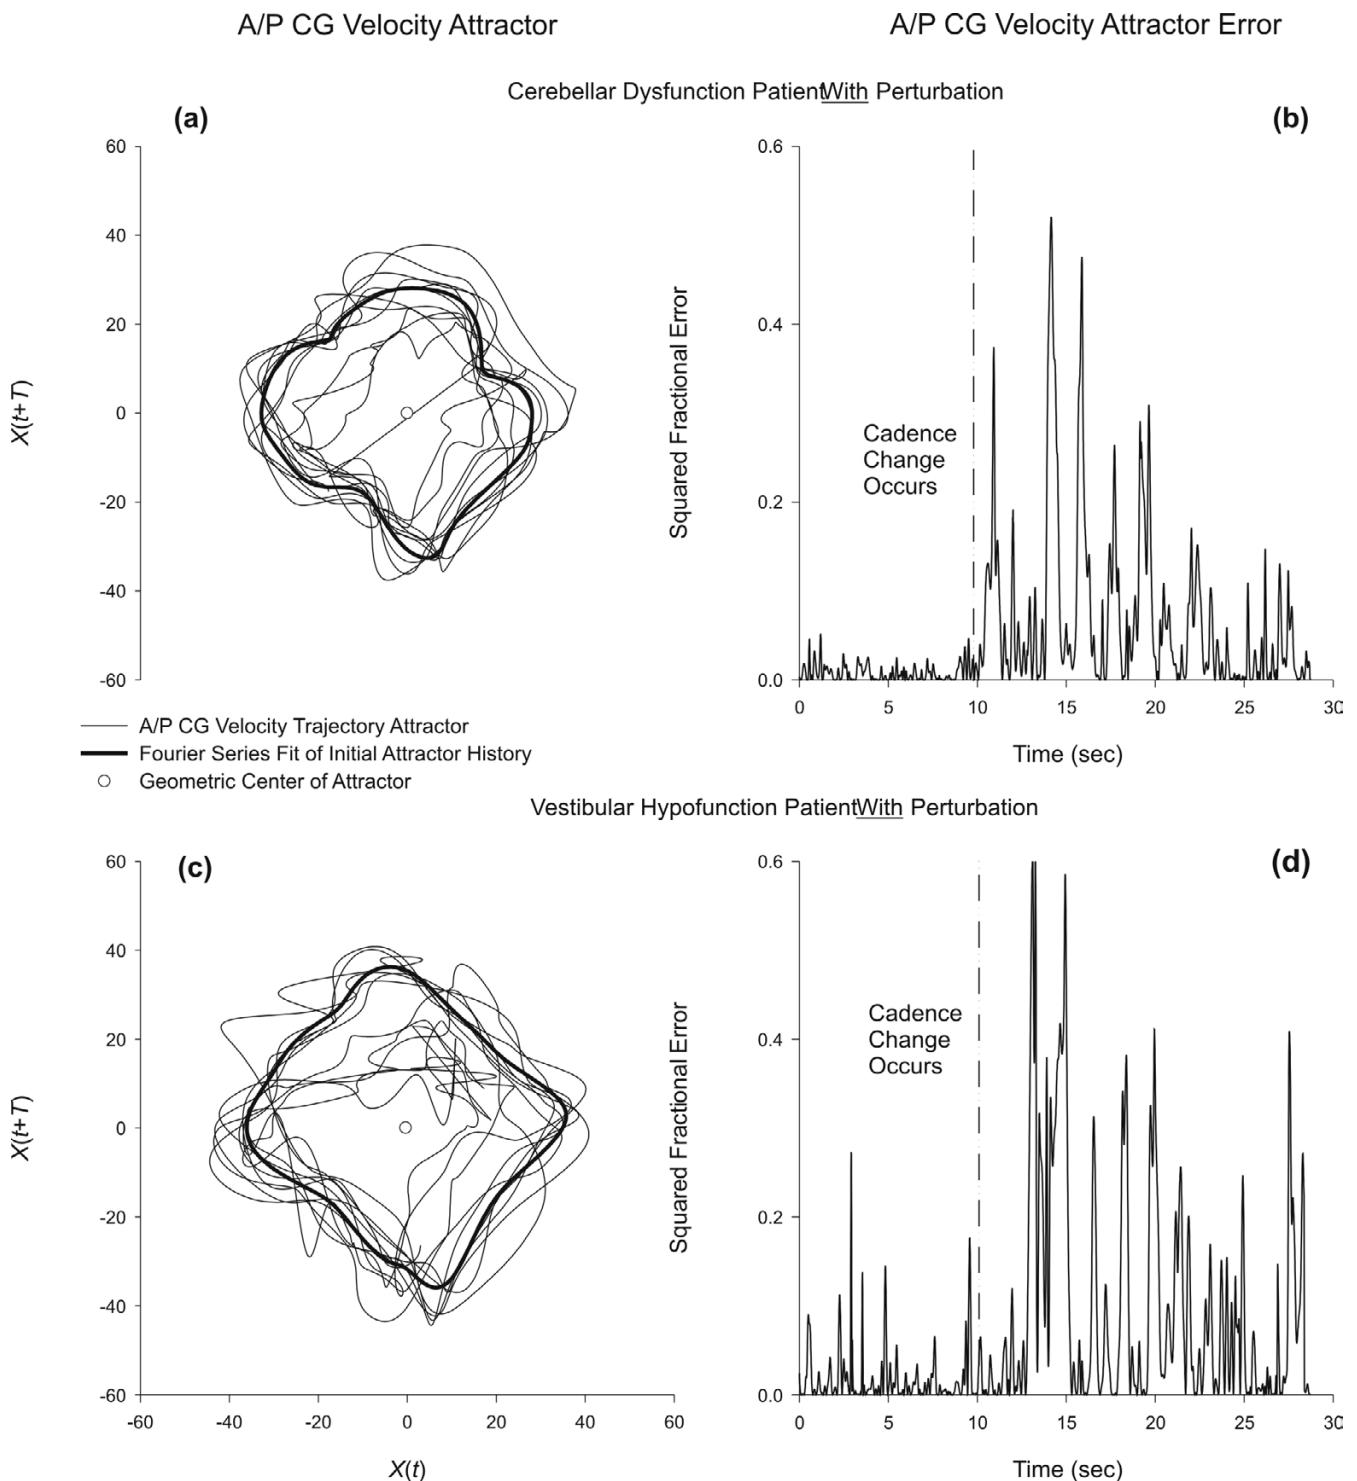 A/P CG Velocity Attractor
A/P CG Velocity Attractor Error
Cerebellar Dysfunction PatientWith Perturbation
(a)
(b)
60
40
20
0
-20
-40
-60
X(t+T)
0.6
0.4
0.2
0.0
Squared Fractional Error
Cadence
Change
Occurs
0 5 10 15 20 25 30
Time (sec)
A/P CG Velocity Trajectory Attractor
Fourier Series Fit of Initial Attractor History
Geometric Center of Attractor
Vestibular Hypofunction PatientWith Perturbation
(c)
(d)
60
40
20
0
-20
-40
-60
X(t+T)
-60 -40 -20 0 20 40 60
X(t)
0.6
0.4
0.2
0.0
Squared Fractional Error
Cadence
Change
Occurs
0 5 10 15 20 25 30
Time (sec)